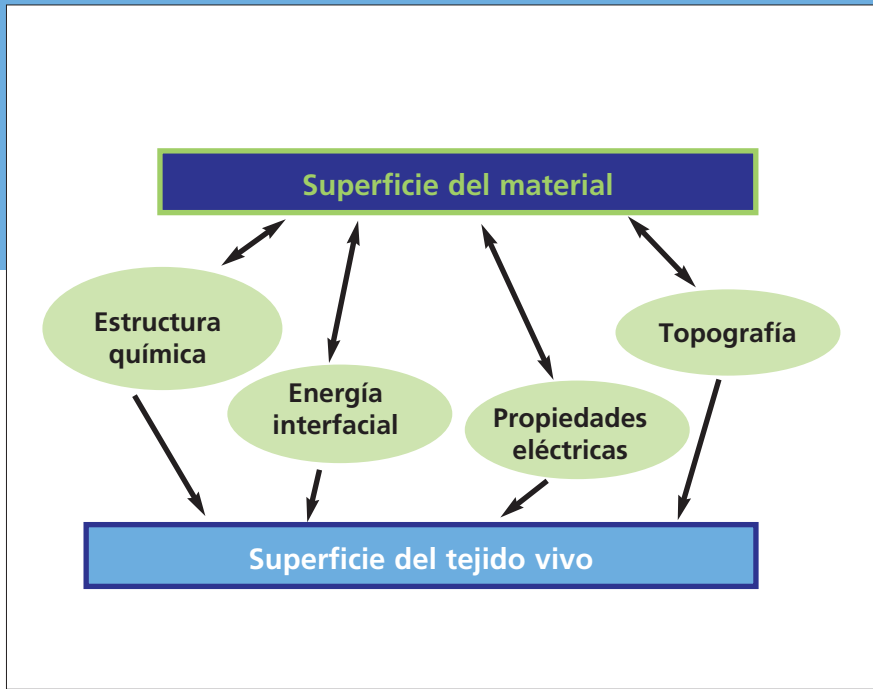 Superficie del material
Estructura
química
Topografía
Energía
interfacial
Propiedades
eléctricas
Superficie del tejido vivo